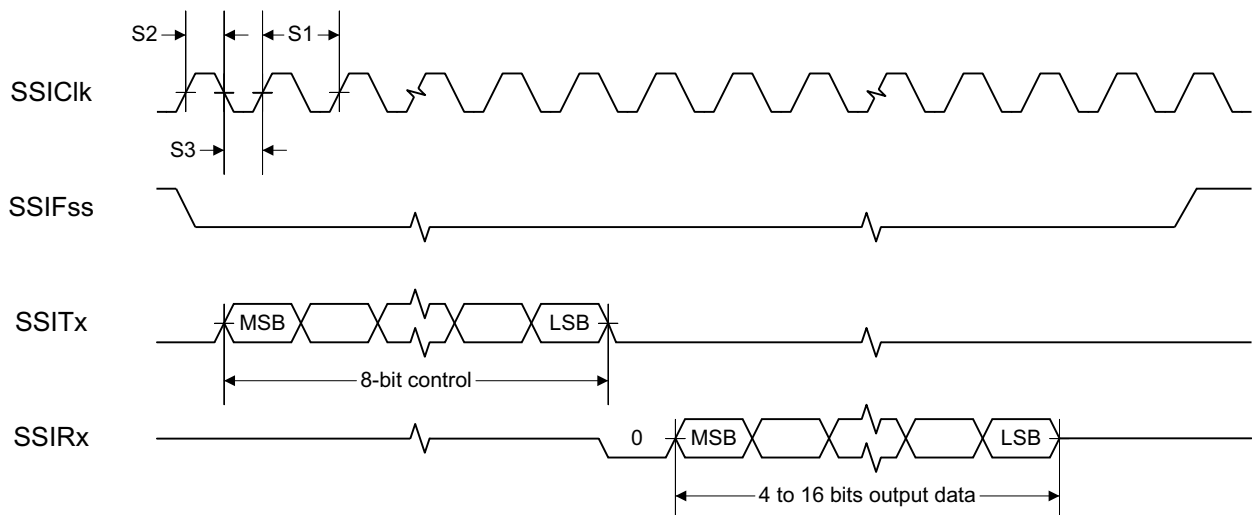 S2
S1
SSIClk
S3
SSIFss
SSITx
MSB
LSB
8-bit control
SSIRx
0
MSB
LSB
4 to 16 bits output data